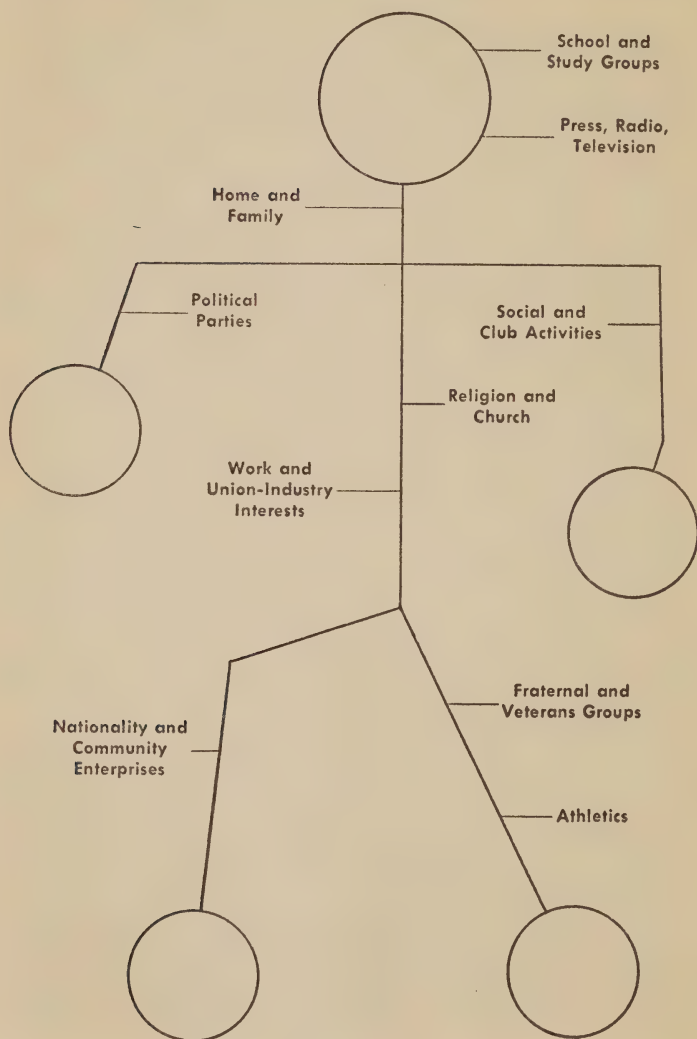 School and
Study Groups
Press, Radio,
Television
Home and
Family
Political
Parties
Social and
Club Activities
Religion and
Church
Work and
Union-Industry
Interests
Fraternal and
Veterans Groups
Nationality and
Community
Enterprises
Athletics